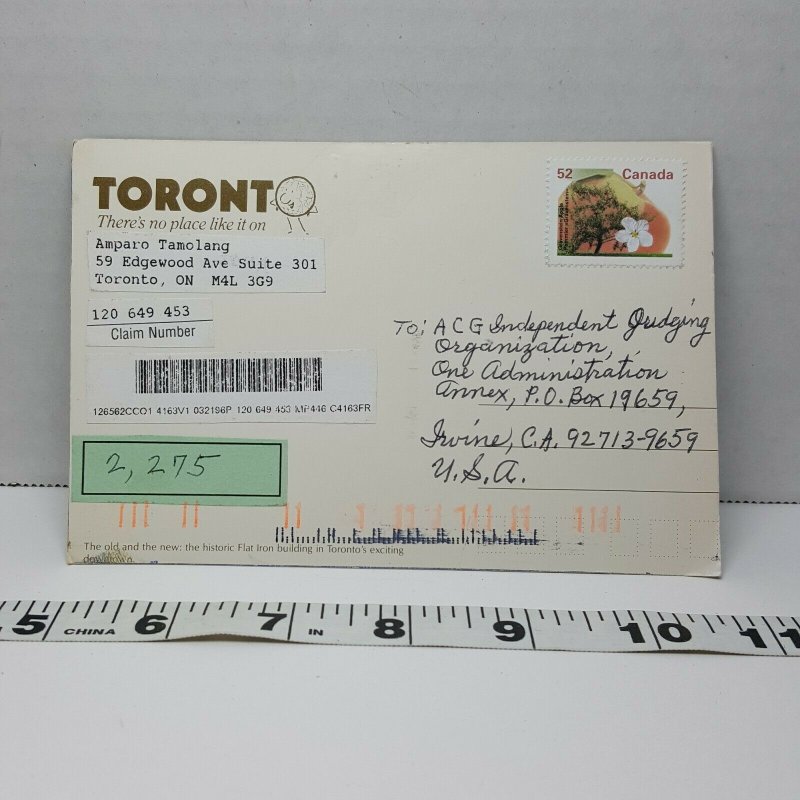 TORONTO
There's no place like it on
Amparo Tamolang
59 Edgewood Ave Suite 301
Toronto, ON M4L 3G9
120 649 453
Claim Number
126562CCO1 4163V1 032196P 120 649 453 MP446 C4163FR
2,275
52 Canada
To: ACG Independent Judging
Organization,
One Administration
Annex, P.O. Box 19659,
Irvine, C.A. 92713-9659
U.S.A.
The old and the new: the historic Flat Iron building in Toronto's exciting
downtown.
5 CHINA 6 7 IN 8 9 10 11